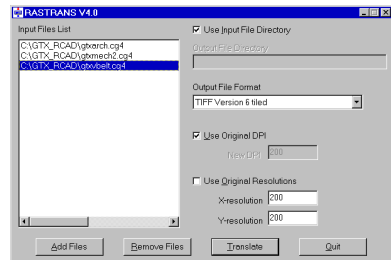 RASTRANS V4.0
Input Files List
C:\GTX_RCAD\gtxarch.cg4
C:\GTX_RCAD\gtxmech2.cg4
C:\GTX_RCAD\gtxvbelt.cg4
Use Input File Directory
Output File Directory
Output File Format
TIFF Version 6 tiled
Use Original DPI
New DPI 200
Use Original Resolutions
X-resolution 200
Y-resolution 200
Add Files
Remove Files
Translate
Quit